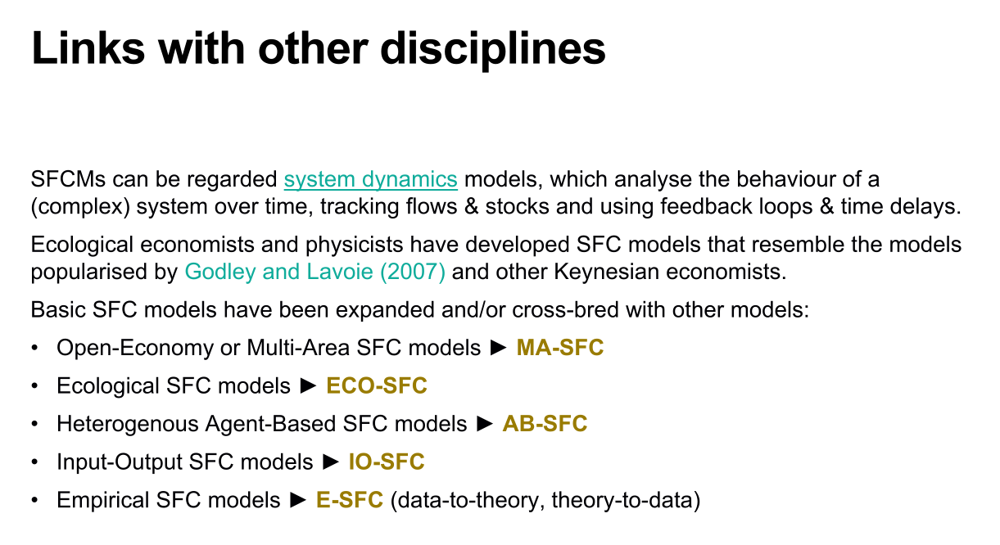 Links with other disciplines
SFCMs can be regarded system dynamics models, which analyse the behaviour of a
(complex) system over time, tracking flows & stocks and using feedback loops & time delays.
Ecological economists and physicists have developed SFC models that resemble the models
popularised by Godley and Lavoie (2007) and other Keynesian economists.
Basic SFC models have been expanded and/or cross-bred with other models:
• Open-Economy or Multi-Area SFC models ► MA-SFC
• Ecological SFC models ► ECO-SFC
• Heterogenous Agent-Based SFC models ► AB-SFC
• Input-Output SFC models ► IO-SFC
• Empirical SFC models ► E-SFC (data-to-theory, theory-to-data)